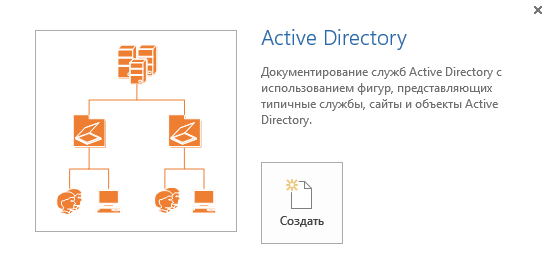 Active Directory
Документирование служб Active Directory с
использованием фигур, представляющих
типичные службы, сайты и объекты Active
Directory.
Создать